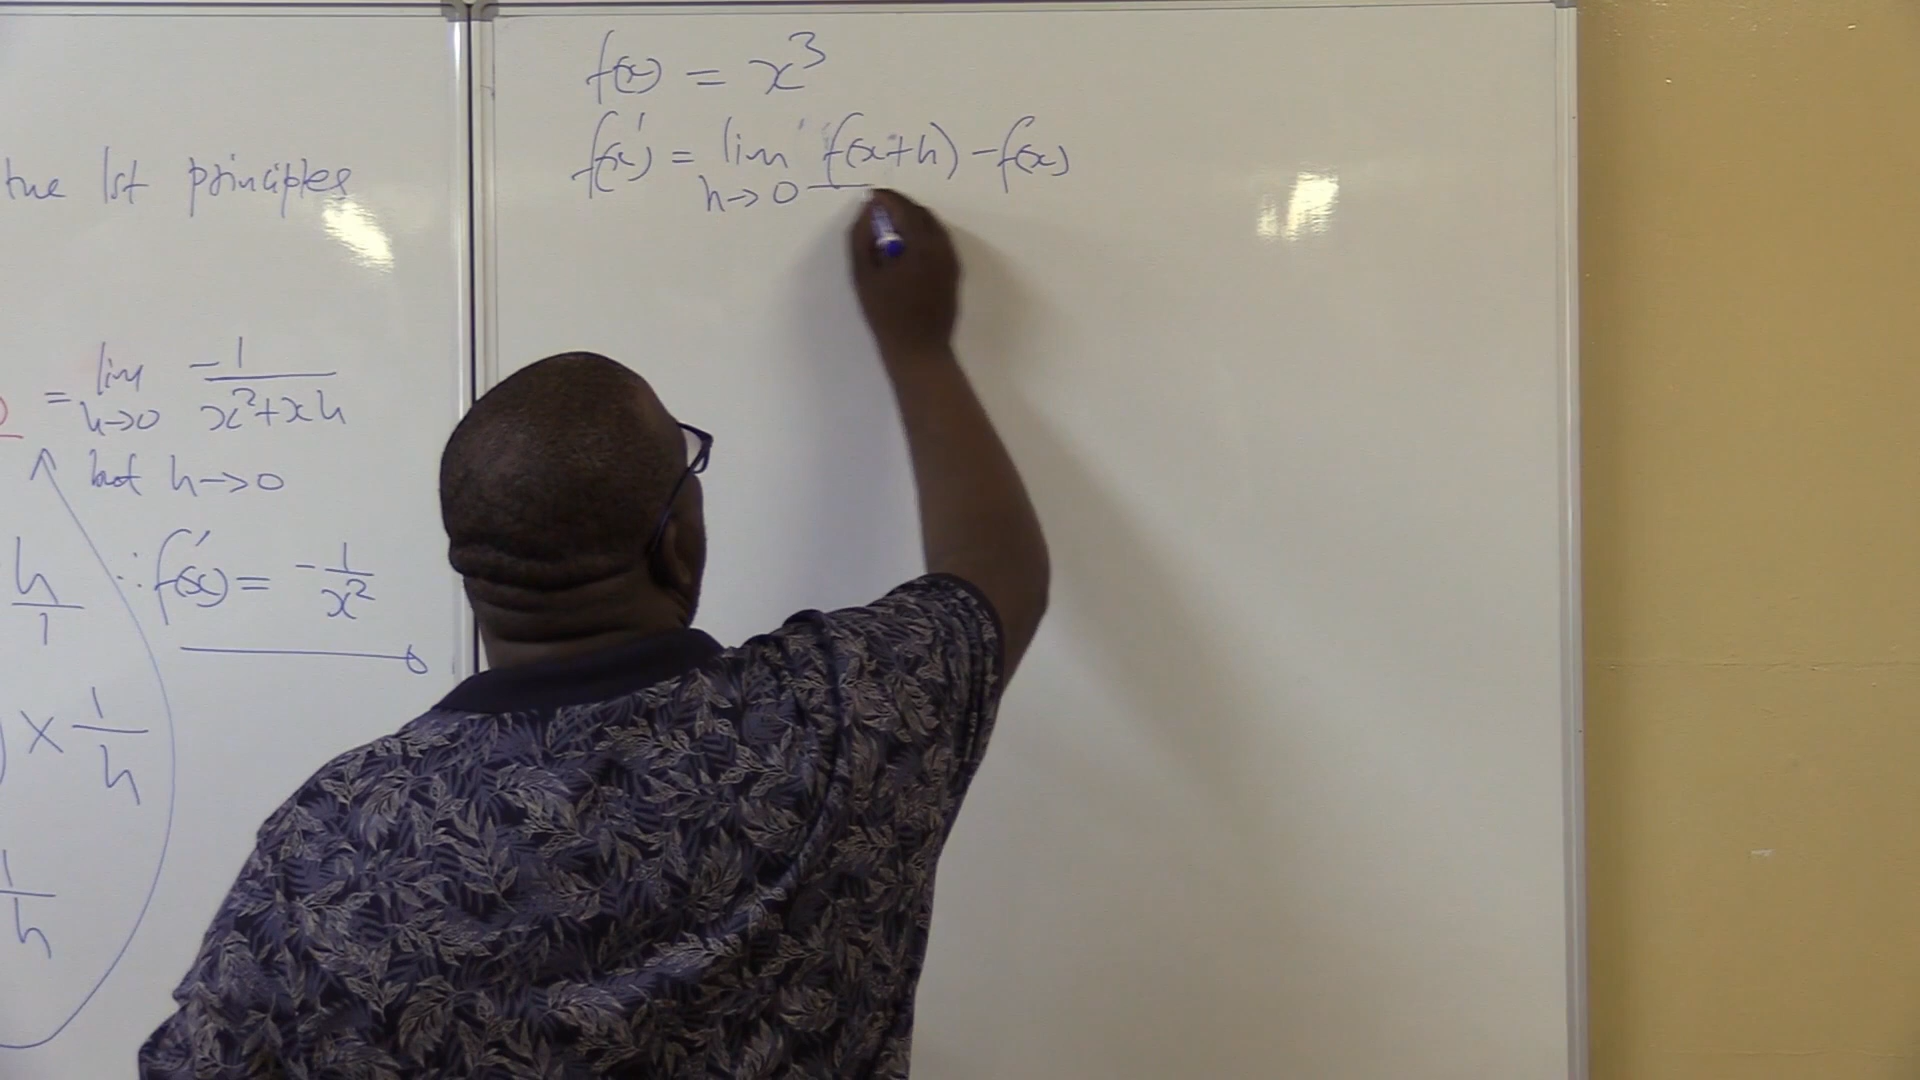 the 1st principles
= lim -1
h→0 x²+xh
but h→0
h
1
∴ f'(x) = - 1
x²
× 1
h
1
h
f(x) = x³
f'(x) = lim f(x+h) - f(x)
h→0